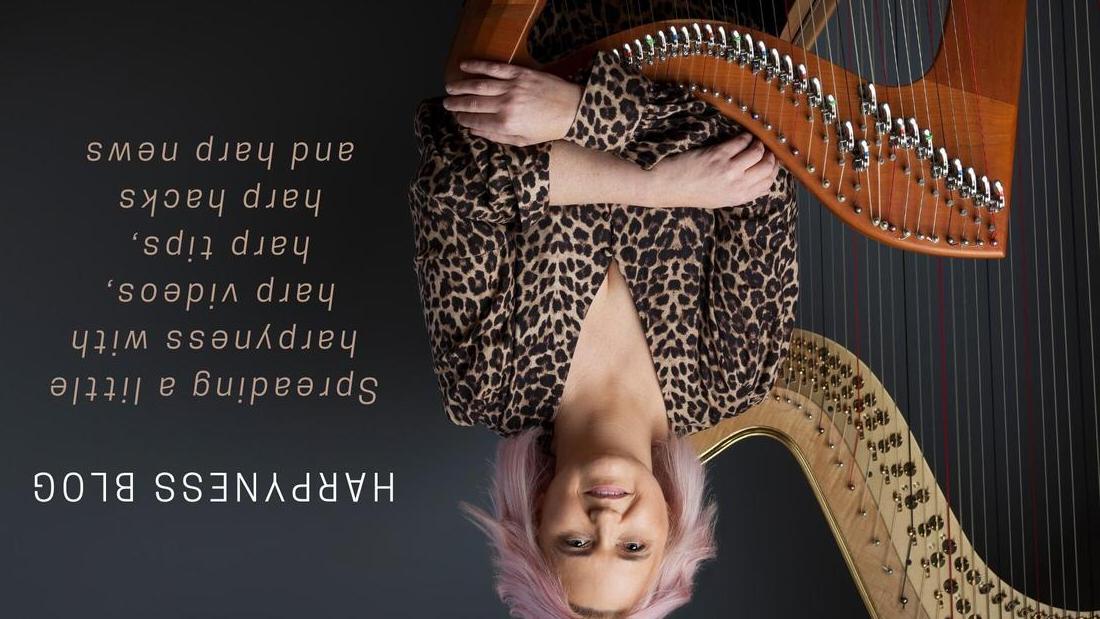 HARPYNESS BLOG
Spreading a little
harpyness with
harp videos,
harp tips,
harp hacks
and harp news